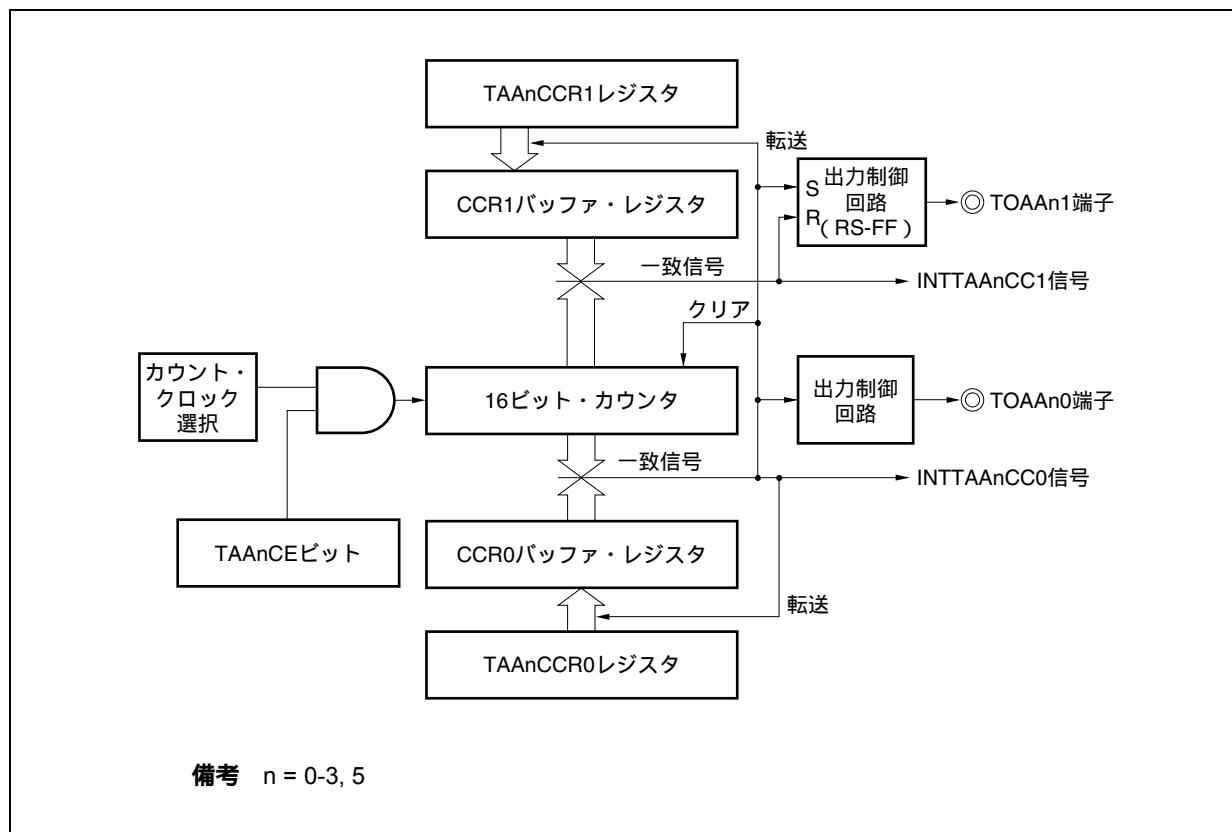 TAAnCCR1レジスタ
転送
CCR1バッファ・レジスタ
S 出力制御
回路
R ( RS-FF )
TOAAn1端子
一致信号
INTTAAnCC1信号
クリア
カウント・
クロック
選択
16ビット・カウンタ
出力制御
回路
TOAAn0端子
一致信号
INTTAAnCC0信号
TAAnCEビット
CCR0バッファ・レジスタ
転送
TAAnCCR0レジスタ
備考 n = 0-3, 5